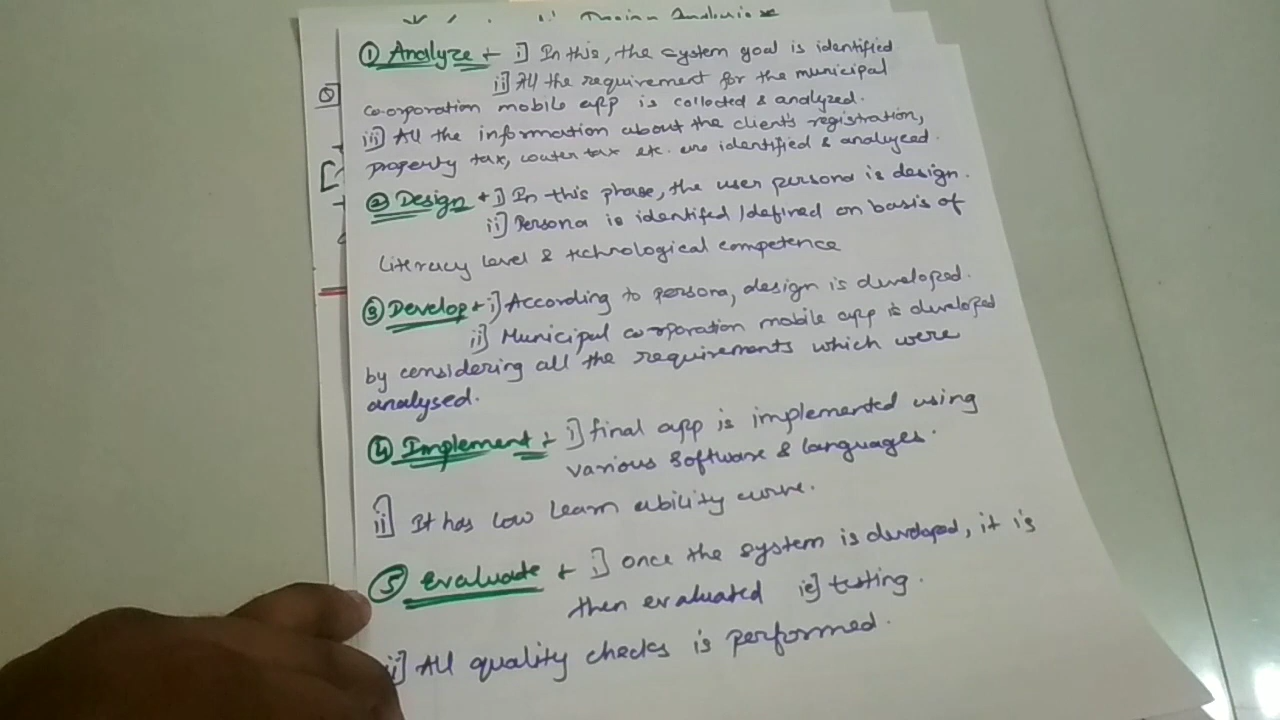 ① Analyze → i] In this, the system goal is identified
ii] All the requirement for the municipal
co-orporation mobile app is collected & analyzed.
iii] All the information about the client's registration,
property tax, water tax etc. are identified & analyced.
② Design → i] In this phase, the user persona is design.
ii] Persona is identifed /defined on basis of
literacy level & technological competence
③ Develop → i] According to persona, design is developed.
ii] Municipal co-orporation mobile app is developed
by considering all the requirements which were
analysed.
④ Implement → i] final app is implemented using
various software & languages.
ii] It has low learn ability curve.
⑤ Evaluate → i] once the system is developed, it is
then evaluated ie] testing.
ii] All quality checks is performed.